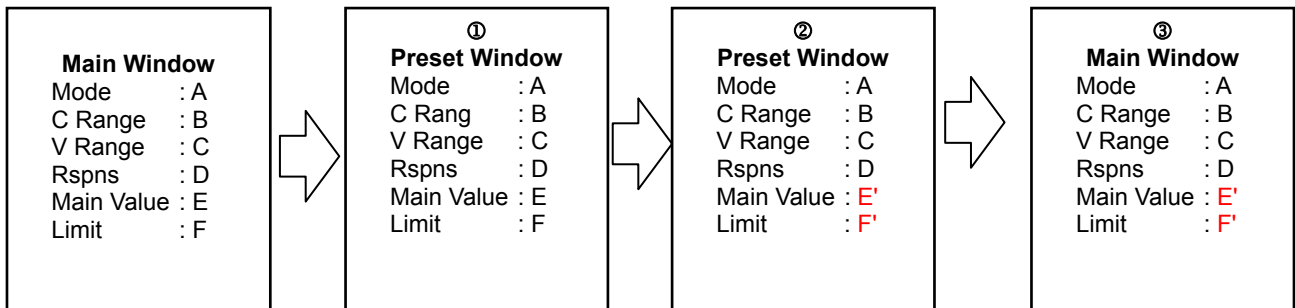 Main Window
Mode : A
C Range : B
V Range : C
Rspns : D
Main Value : E
Limit : F
①
Preset Window
Mode : A
C Rang : B
V Range : C
Rspns : D
Main Value : E
Limit : F
②
Preset Window
Mode : A
C Range : B
V Range : C
Rspns : D
Main Value : E'
Limit : F'
③
Main Window
Mode : A
C Range : B
V Range : C
Rspns : D
Main Value : E'
Limit : F'